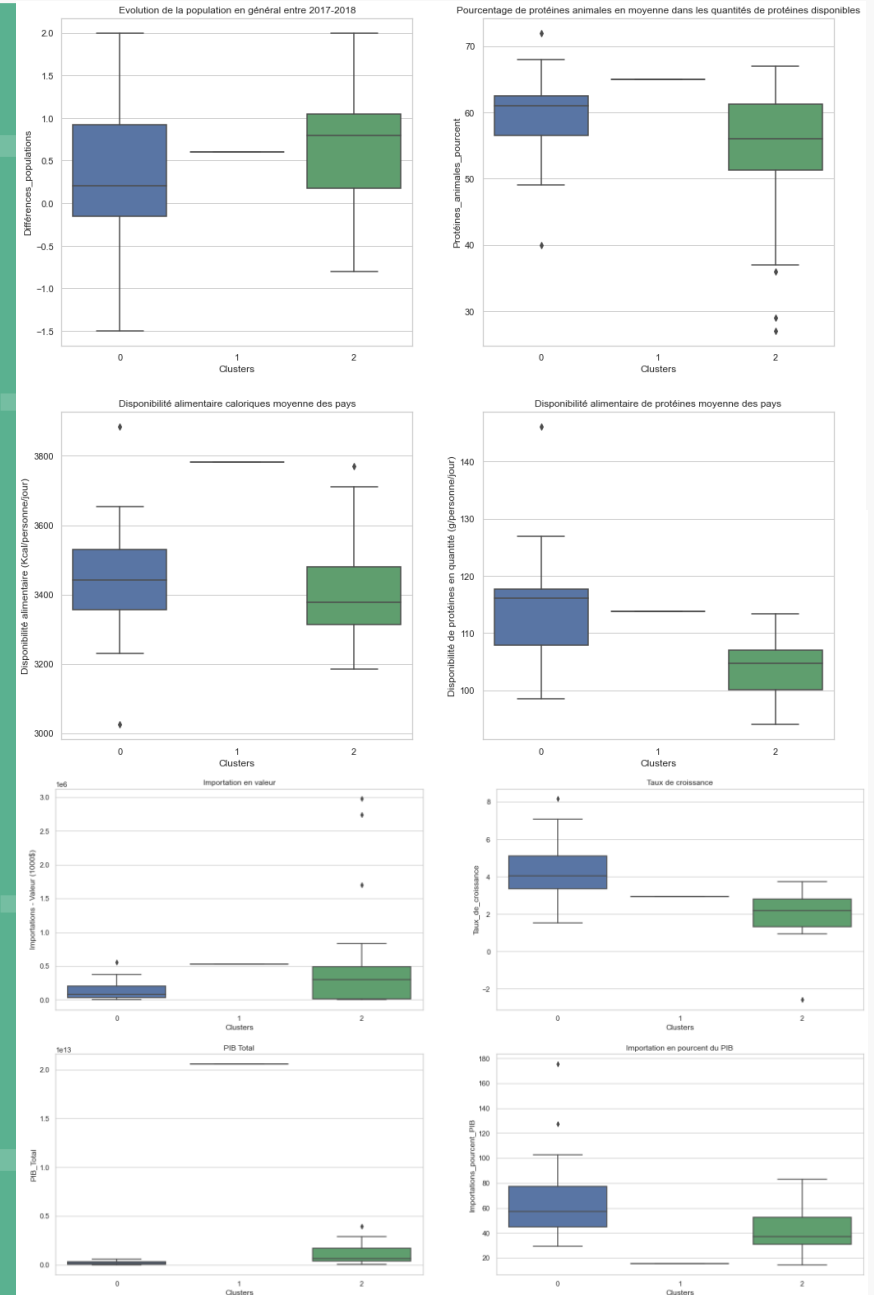 Evolution de la population en général entre 2017-2018
2.0
1.5
1.0
0.5
0.0
−0.5
−1.0
−1.5
Différences_populations
0 1 2
Clusters
Pourcentage de protéines animales en moyenne dans les quantités de protéines disponibles
70
60
50
40
30
Protéines_animales_pourcent
0 1 2
Clusters
Disponibilité alimentaire caloriques moyenne des pays
3800
3600
3400
3200
3000
Disponibilité alimentaire (Kcal/personne/jour)
0 1 2
Clusters
Disponibilité alimentaire de protéines moyenne des pays
140
130
120
110
100
Disponibilité de protéines en quantité (g/personne/jour)
0 1 2
Clusters
Importation en valeur
1e6
3.0
2.5
2.0
1.5
1.0
0.5
0.0
Importations - Valeur (1000$)
0 1 2
Clusters
Taux de croissance
8
6
4
2
0
−2
Taux_de_croissance
0 1 2
Clusters
PIB Total
1e13
2.0
1.5
1.0
0.5
0.0
PIB_Total
0 1 2
Clusters
Importation en pourcent du PIB
180
160
140
120
100
80
60
40
20
Importations_pourcent_PIB
0 1 2
Clusters